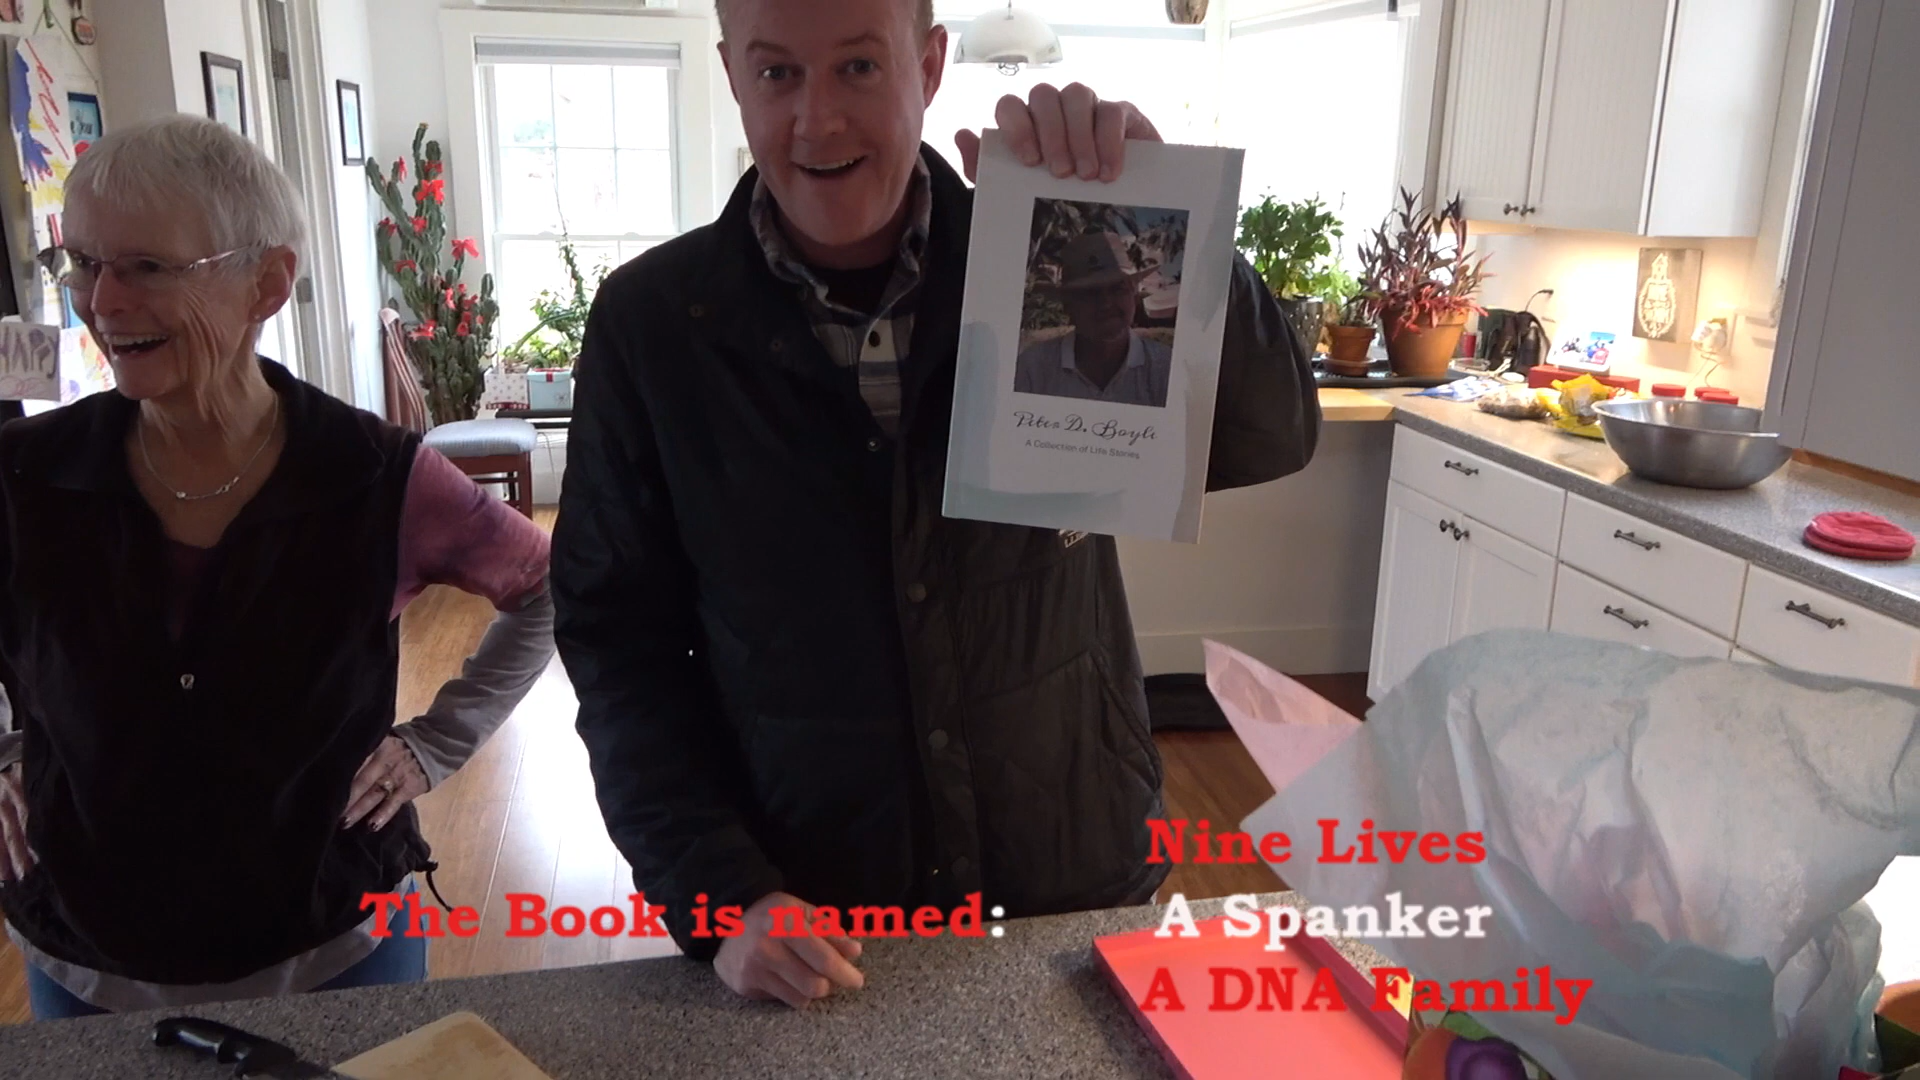 Peter D. Boyle
A Collection of Life Stories
Nine Lives
The Book is named: A Spanker
A DNA Family